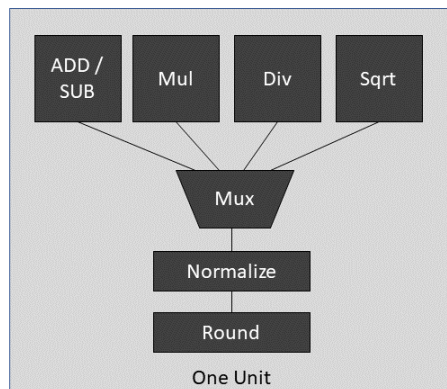 ADD /
SUB
Mul
Div
Sqrt
Mux
Normalize
Round
One Unit